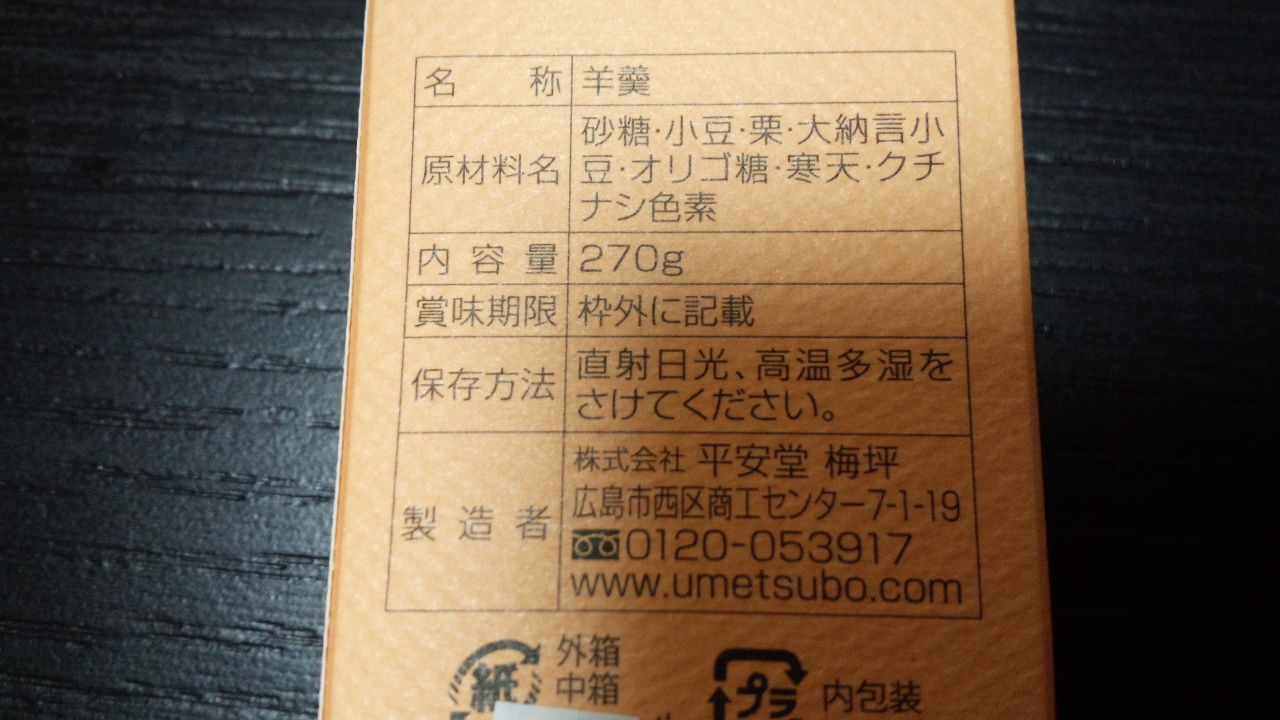 名称 羊羹
原材料名 砂糖・小豆・栗・大納言小
豆・オリゴ糖・寒天・クチ
ナシ色素
内容量 270g
賞味期限 枠外に記載
保存方法 直射日光、高温多湿を
さけてください。
製造者 株式会社 平安堂 梅坪
広島市西区商工センター7-1-19
0120-053917
www.umetsubo.com
紙 外箱
中箱
プラ 内包装